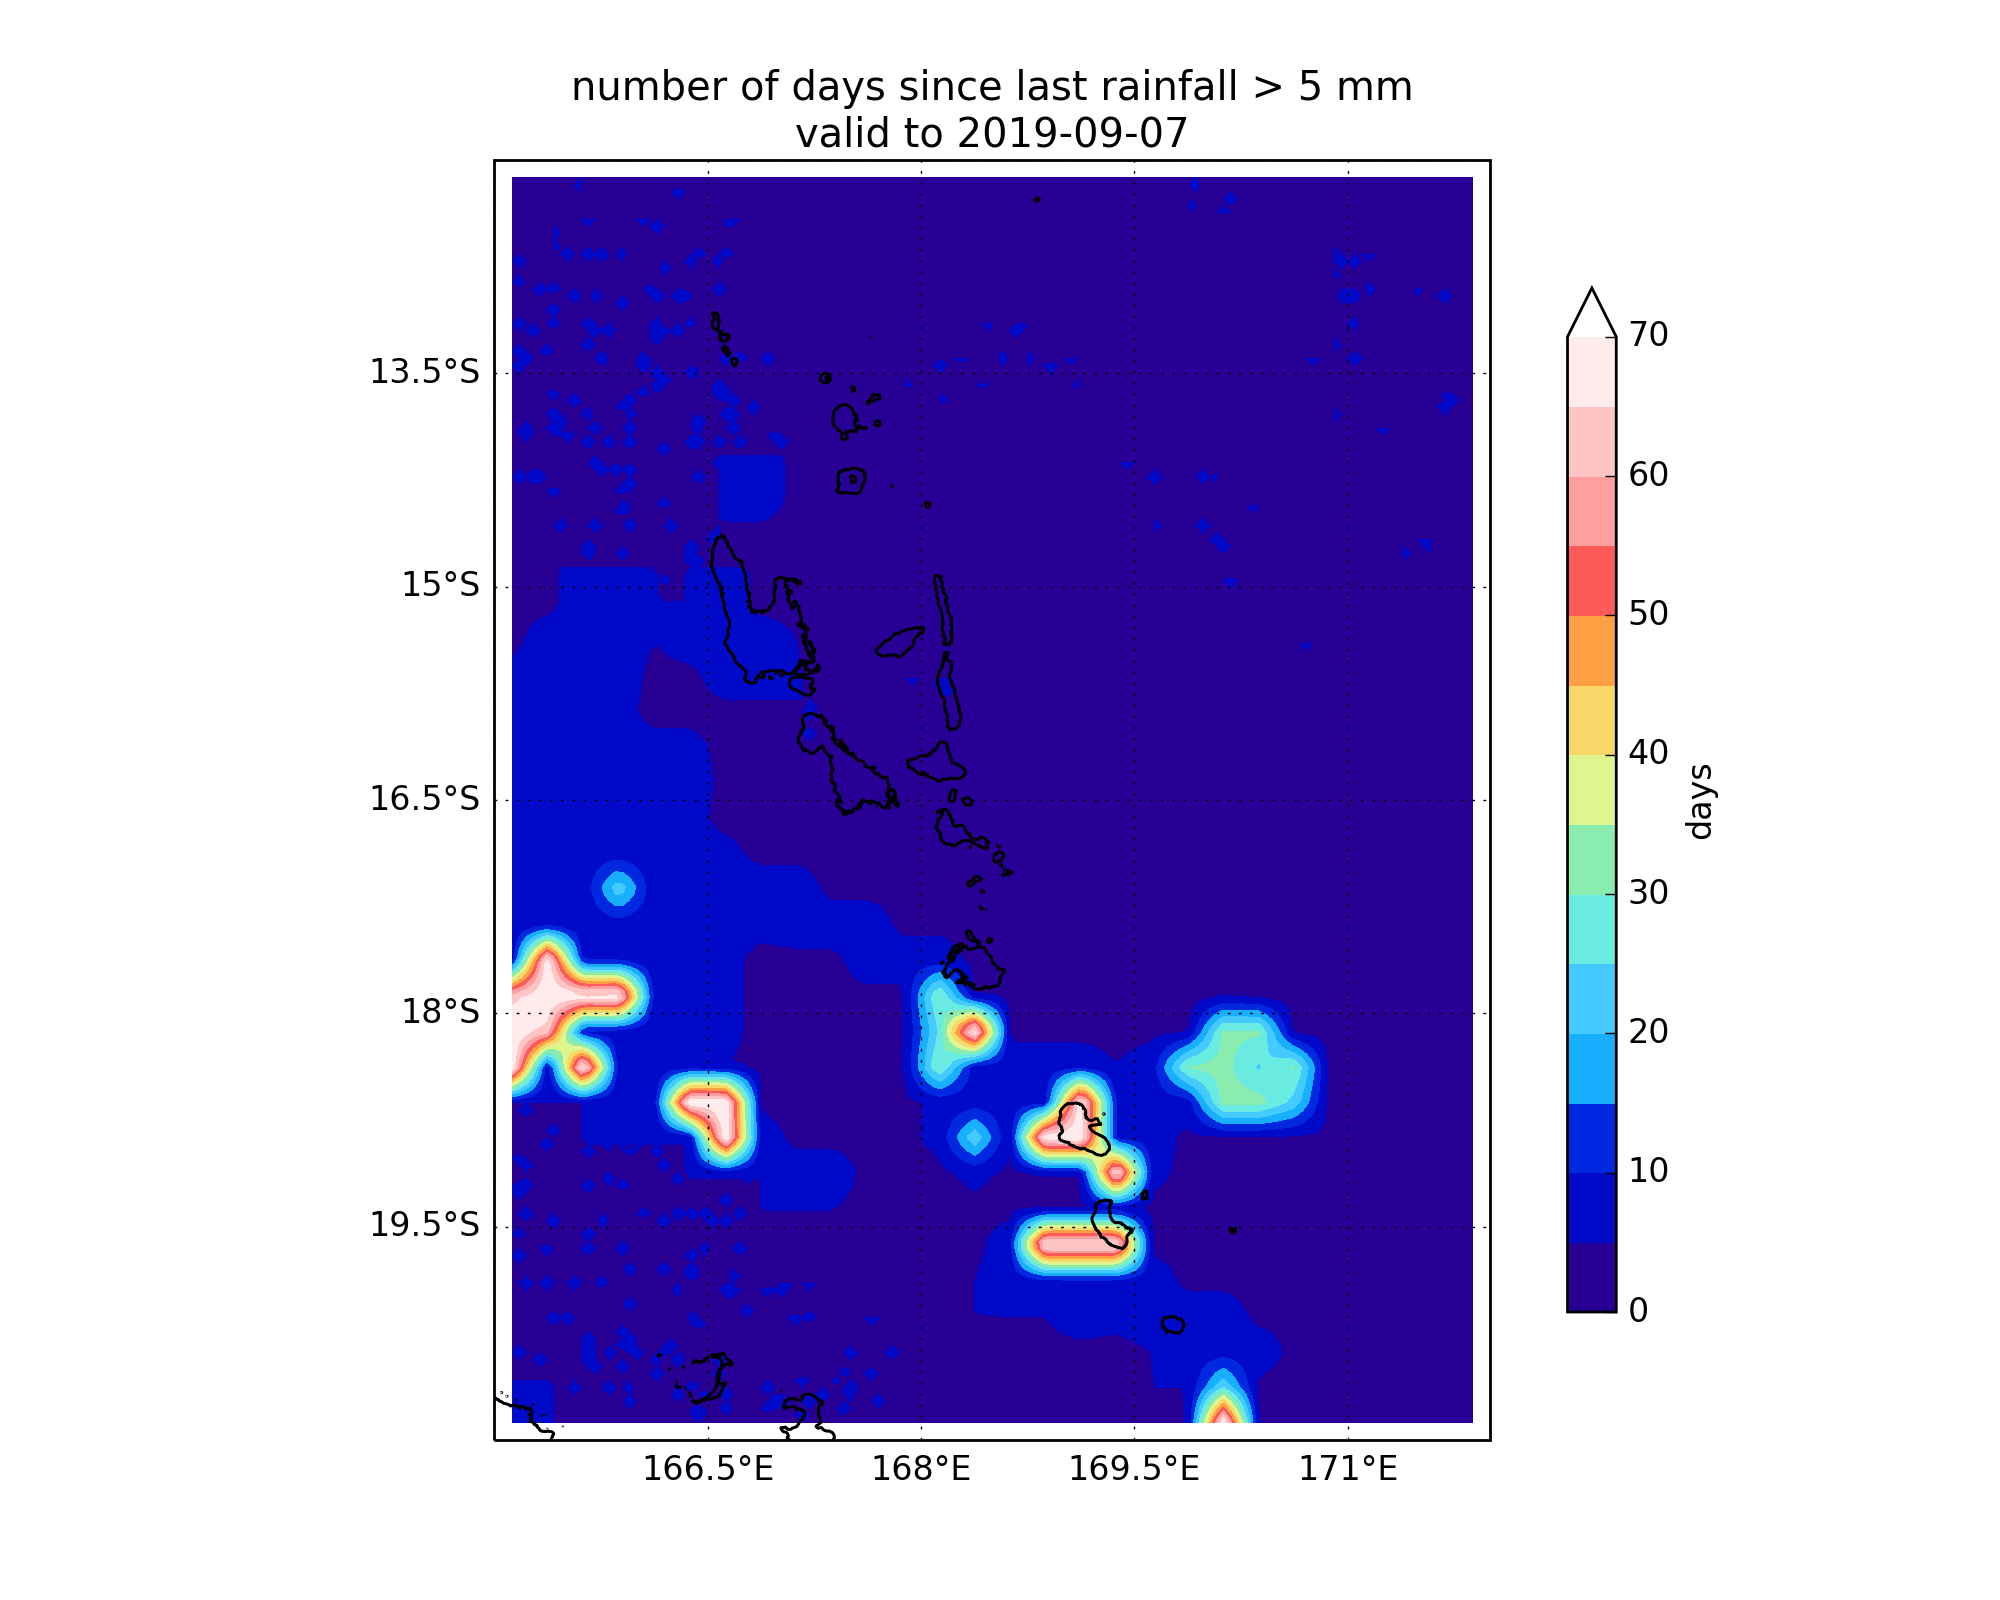 number of days since last rainfall > 5 mm
valid to 2019-09-07
13.5°S
15°S
16.5°S
18°S
19.5°S
166.5°E
168°E
169.5°E
171°E
70
60
50
40
30
20
10
0
days